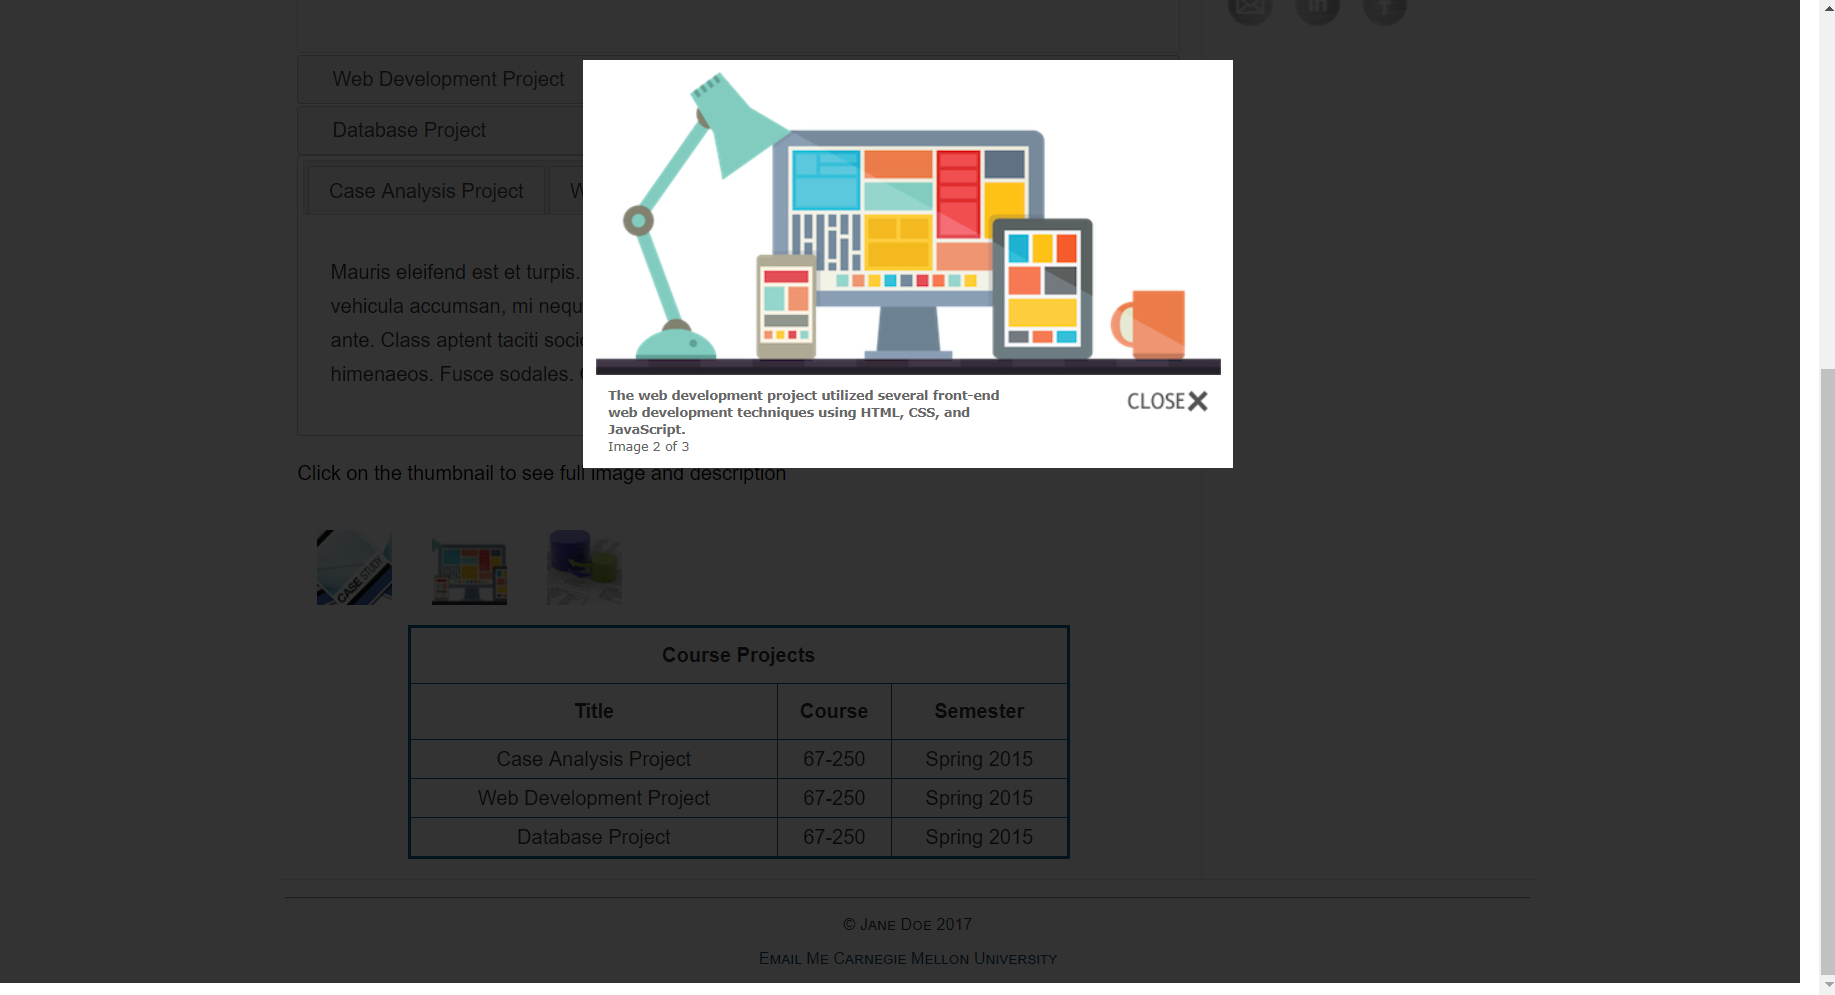 Web Development Project
Database Project
Case Analysis Project
Mauris eleifend est et turpis.
vehicula accumsan, mi nequ
ante. Class aptent taciti soci
himenaeos. Fusce sodales.
The web development project utilized several front-end
web development techniques using HTML, CSS, and
JavaScript.
Image 2 of 3
CLOSE
Click on the thumbnail to see full image and description
CASE STUDY
Course Projects
Title Course Semester
Case Analysis Project 67-250 Spring 2015
Web Development Project 67-250 Spring 2015
Database Project 67-250 Spring 2015
© JANE DOE 2017
EMAIL ME CARNEGIE MELLON UNIVERSITY